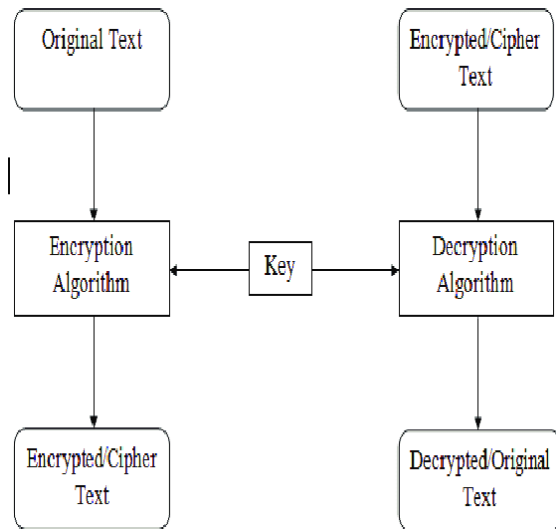 Original Text
Encrypted/Cipher
Text
Encryption
Algorithm
Key
Decryption
Algorithm
Encrypted/Cipher
Text
Decrypted/Original
Text